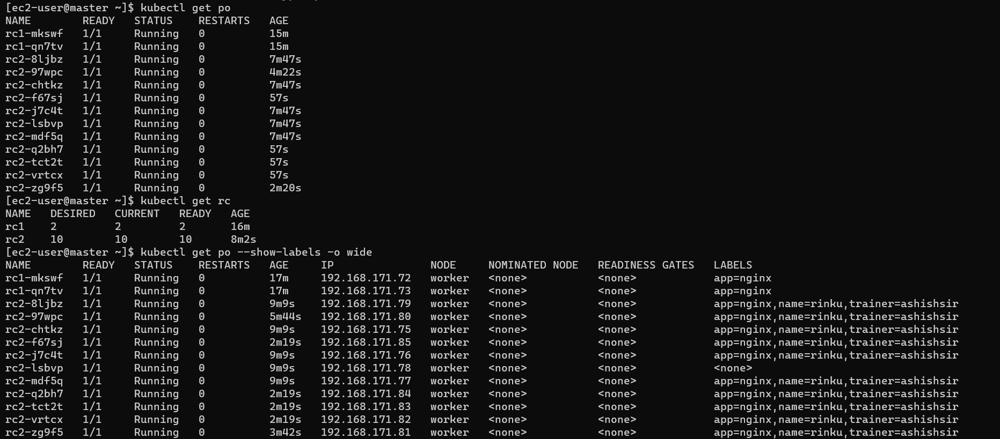 [ec2-user@master ~]$ kubectl get po
NAME        READY   STATUS    RESTARTS   AGE
rc1-mkswf   1/1     Running   0          15m
rc1-qn7tv   1/1     Running   0          15m
rc2-8ljbz   1/1     Running   0          7m47s
rc2-97wpc   1/1     Running   0          4m22s
rc2-chtkz   1/1     Running   0          7m47s
rc2-f67sj   1/1     Running   0          57s
rc2-j7c4t   1/1     Running   0          7m47s
rc2-lsbvp   1/1     Running   0          7m47s
rc2-mdf5q   1/1     Running   0          7m47s
rc2-q2bh7   1/1     Running   0          57s
rc2-tct2t   1/1     Running   0          57s
rc2-vrtcx   1/1     Running   0          57s
rc2-zg9f5   1/1     Running   0          2m20s
[ec2-user@master ~]$ kubectl get rc
NAME   DESIRED   CURRENT   READY   AGE
rc1    2         2         2       16m
rc2    10        10        10      8m2s
[ec2-user@master ~]$ kubectl get po --show-labels -o wide
NAME        READY   STATUS    RESTARTS   AGE     IP               NODE     NOMINATED NODE   READINESS GATES   LABELS
rc1-mkswf   1/1     Running   0          17m     192.168.171.72   worker   <none>           <none>            app=nginx
rc1-qn7tv   1/1     Running   0          17m     192.168.171.73   worker   <none>           <none>            app=nginx
rc2-8ljbz   1/1     Running   0          9m9s    192.168.171.79   worker   <none>           <none>            app=nginx,name=rinku,trainer=ashishsir
rc2-97wpc   1/1     Running   0          5m44s   192.168.171.80   worker   <none>           <none>            app=nginx,name=rinku,trainer=ashishsir
rc2-chtkz   1/1     Running   0          9m9s    192.168.171.75   worker   <none>           <none>            app=nginx,name=rinku,trainer=ashishsir
rc2-f67sj   1/1     Running   0          2m19s   192.168.171.85   worker   <none>           <none>            app=nginx,name=rinku,trainer=ashishsir
rc2-j7c4t   1/1     Running   0          9m9s    192.168.171.76   worker   <none>           <none>            app=nginx,name=rinku,trainer=ashishsir
rc2-lsbvp   1/1     Running   0          9m9s    192.168.171.78   worker   <none>           <none>            <none>
rc2-mdf5q   1/1     Running   0          9m9s    192.168.171.77   worker   <none>           <none>            app=nginx,name=rinku,trainer=ashishsir
rc2-q2bh7   1/1     Running   0          2m19s   192.168.171.84   worker   <none>           <none>            app=nginx,name=rinku,trainer=ashishsir
rc2-tct2t   1/1     Running   0          2m19s   192.168.171.83   worker   <none>           <none>            app=nginx,name=rinku,trainer=ashishsir
rc2-vrtcx   1/1     Running   0          2m19s   192.168.171.82   worker   <none>           <none>            app=nginx,name=rinku,trainer=ashishsir
rc2-zg9f5   1/1     Running   0          3m42s   192.168.171.81   worker   <none>           <none>            app=nginx,name=rinku,trainer=ashishsir